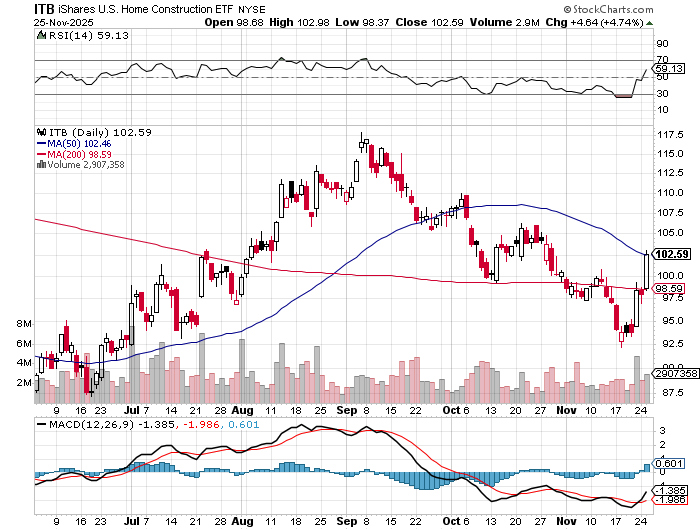 ITB iShares U.S. Home Construction ETF NYSE © StockCharts.com
25-Nov-2025 Open 98.68 High 102.98 Low 98.37 Close 102.59 Volume 2.9M Chg +4.64 (+4.74%)
RSI(14) 59.13
90
70
59.13
50
30
10
ITB (Daily) 102.59
MA(50) 102.46
MA(200) 98.59
Volume 2,907,358
117.5
115.0
112.5
110.0
107.5
105.0
102.59
100.0
98.59
97.5
95.0
92.5
90.0
2907358
87.5
8M
6M
4M
2M
9 16 23 Jul 7 14 21 28 Aug 11 18 25 Sep 8 15 22 Oct 6 13 20 27 Nov 10 17 24
MACD(12,26,9) -1.385, -1.986, 0.601
3
2
1
0.601
0
-1
-1.385
-1.986
9 16 23 Jul 7 14 21 28 Aug 11 18 25 Sep 8 15 22 Oct 6 13 20 27 Nov 10 17 24